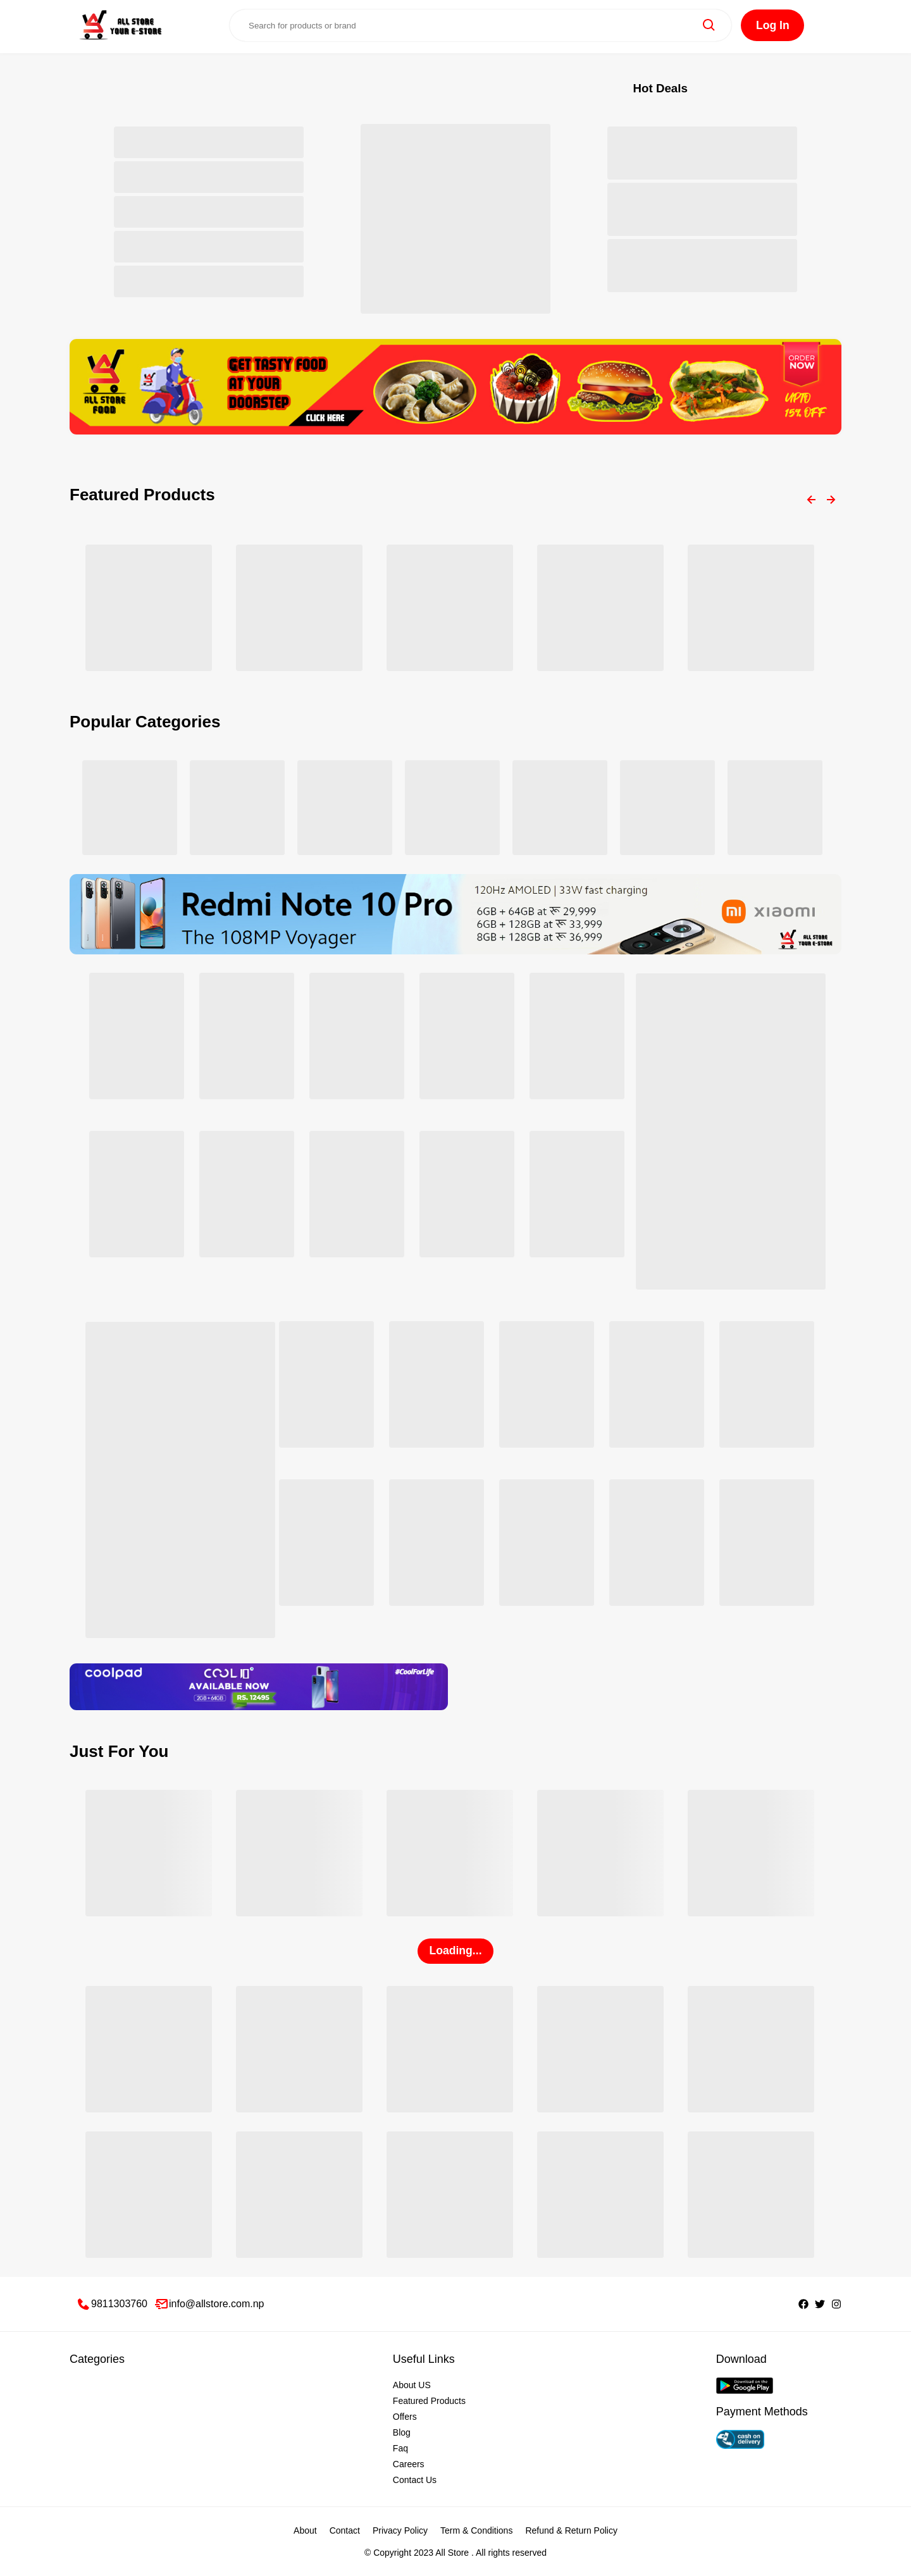 ALL STORE
YOUR E-STORE
Search for products or brand
Log In
Hot Deals
ALL STORE
FOOD
GET TASTY FOOD
AT YOUR
DOORSTEP
CLICK HERE
ORDER
NOW
UPTO
15% OFF
Featured Products
Popular Categories
Redmi Note 10 Pro
The 108MP Voyager
120Hz AMOLED | 33W fast charging
6GB + 64GB at रू 29,999
6GB + 128GB at रू 33,999
8GB + 128GB at रू 36,999
mi xiaomi
ALL STORE
YOUR E-STORE
coolpad
COOL 10
AVAILABLE NOW
2GB+64GB
RS. 12495
#CoolForLife
Just For You
Loading...
9811303760
info@allstore.com.np
Categories
Useful Links
About US
Featured Products
Offers
Blog
Faq
Careers
Contact Us
Download
Download on the
Google Play
Payment Methods
cash on
delivery
About
Contact
Privacy Policy
Term & Conditions
Refund & Return Policy
© Copyright 2023 All Store . All rights reserved